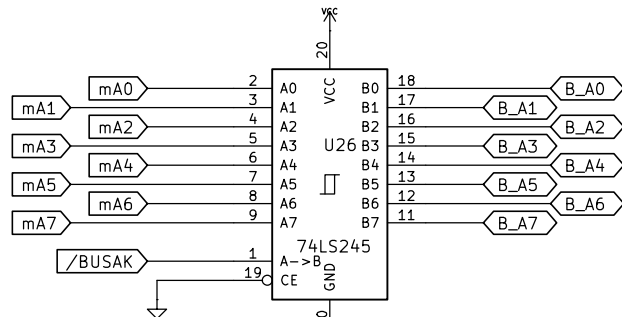 VCC
20
mA0 2 A0 VCC B0 18 B_A0
mA1 3 A1 B1 17 B_A1
mA2 4 A2 B2 16 B_A2
mA3 5 A3 U26 B3 15 B_A3
mA4 6 A4 B4 14 B_A4
mA5 7 A5 B5 13 B_A5
mA6 8 A6 B6 12 B_A6
mA7 9 A7 B7 11 B_A7
74LS245
/BUSAK 1 A->B
19 CE GND